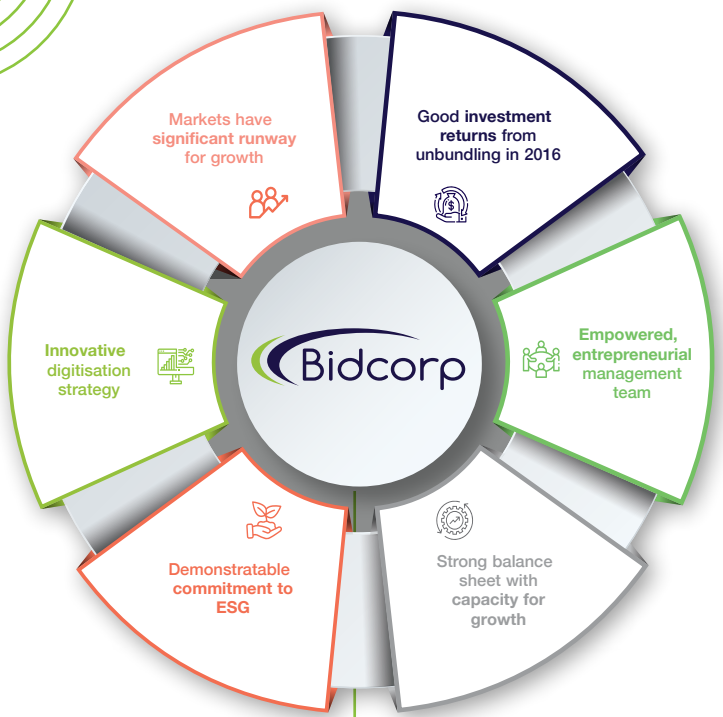 Markets have
significant runway
for growth
Good investment
returns from
unbundling in 2016
Innovative
digitisation
strategy
Bidcorp
Empowered,
entrepreneurial
management
team
Demonstratable
commitment to
ESG
Strong balance
sheet with
capacity for
growth